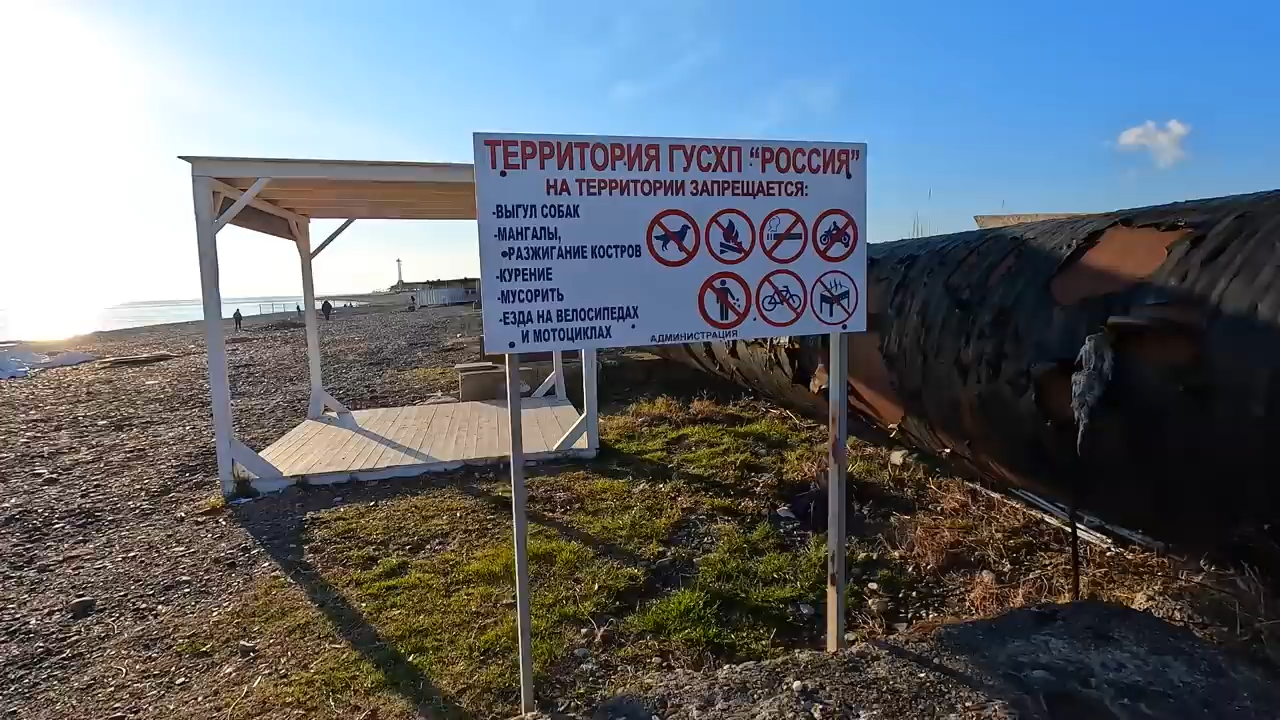 ТЕРРИТОРИЯ ГУСХП “РОССИЯ”
НА ТЕРРИТОРИИ ЗАПРЕЩАЕТСЯ:
-ВЫГУЛ СОБАК
-МАНГАЛЫ,
РАЗЖИГАНИЕ КОСТРОВ
-КУРЕНИЕ
-МУСОРИТЬ
-ЕЗДА НА ВЕЛОСИПЕДАХ
И МОТОЦИКЛАХ
АДМИНИСТРАЦИЯ